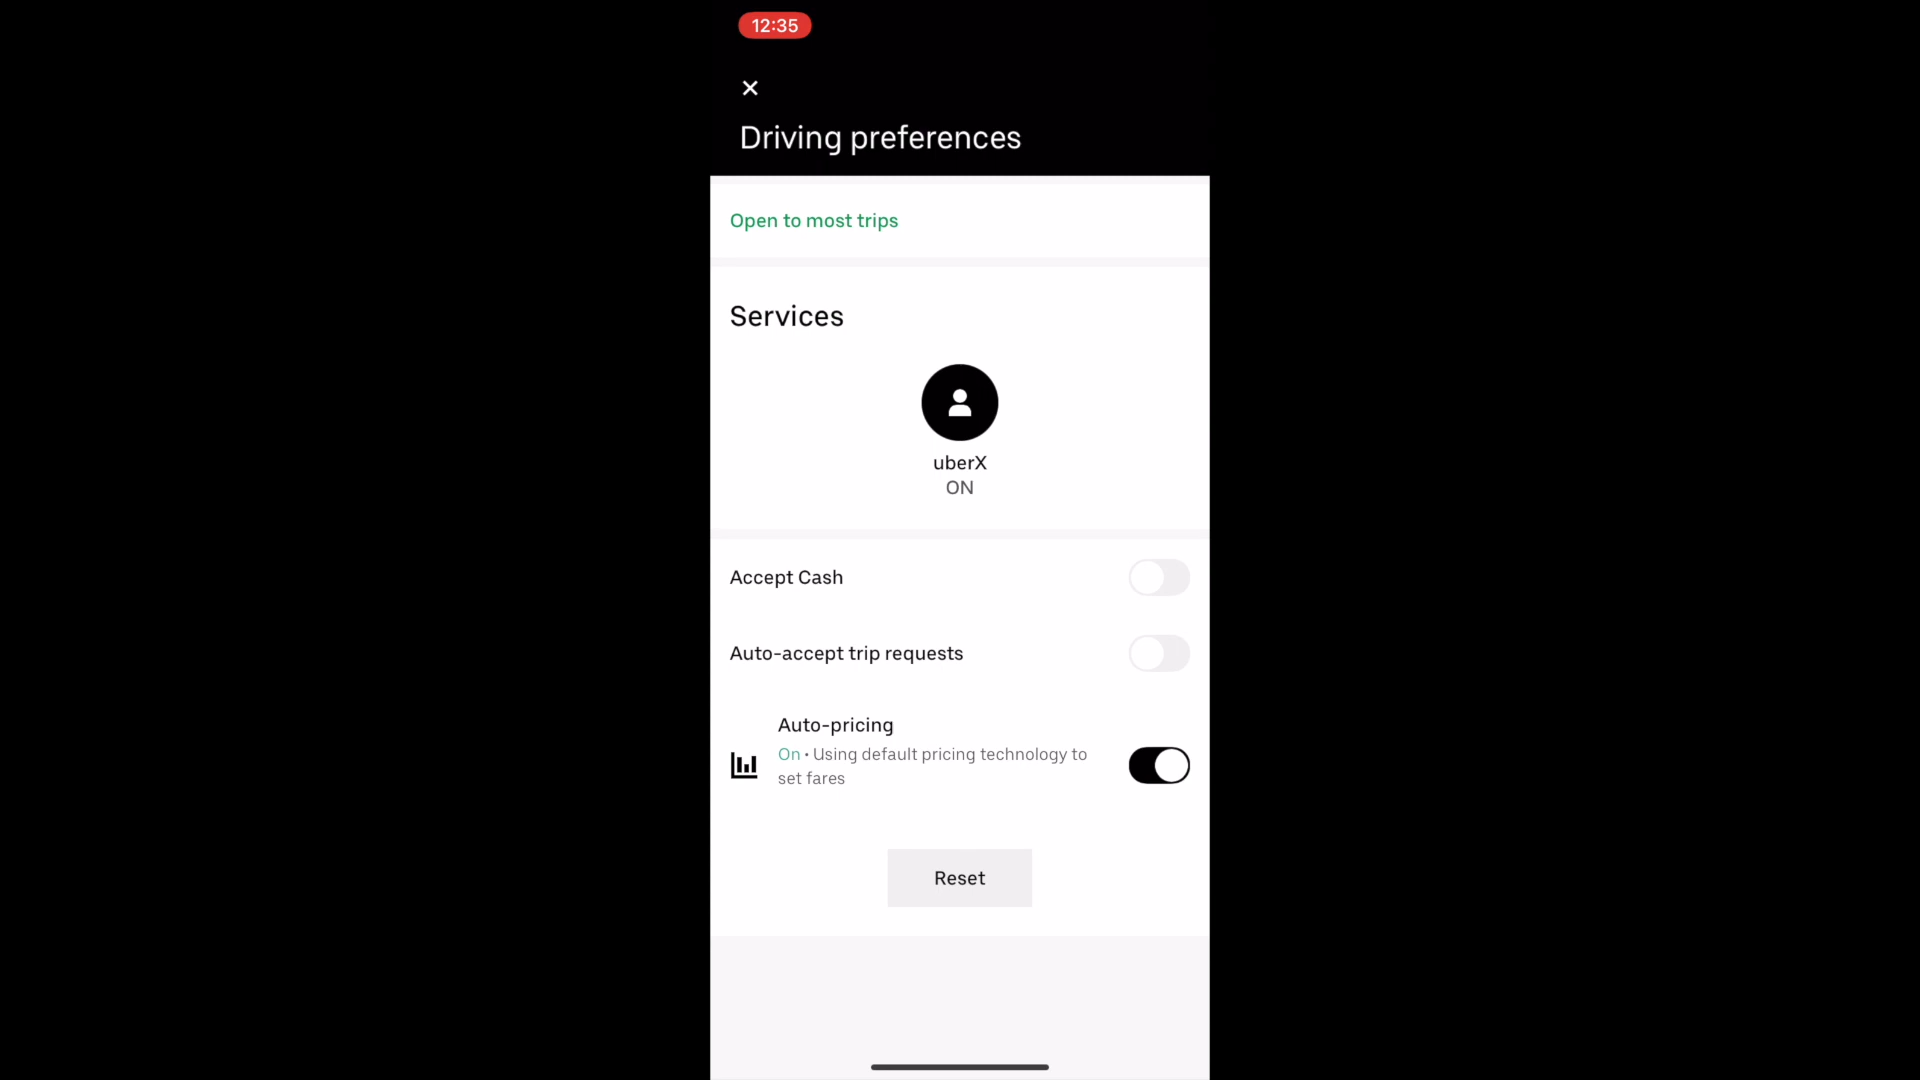 12:35
Driving preferences
Open to most trips
Services
uberX
ON
Accept Cash
Auto-accept trip requests
Auto-pricing
On • Using default pricing technology to
set fares
Reset